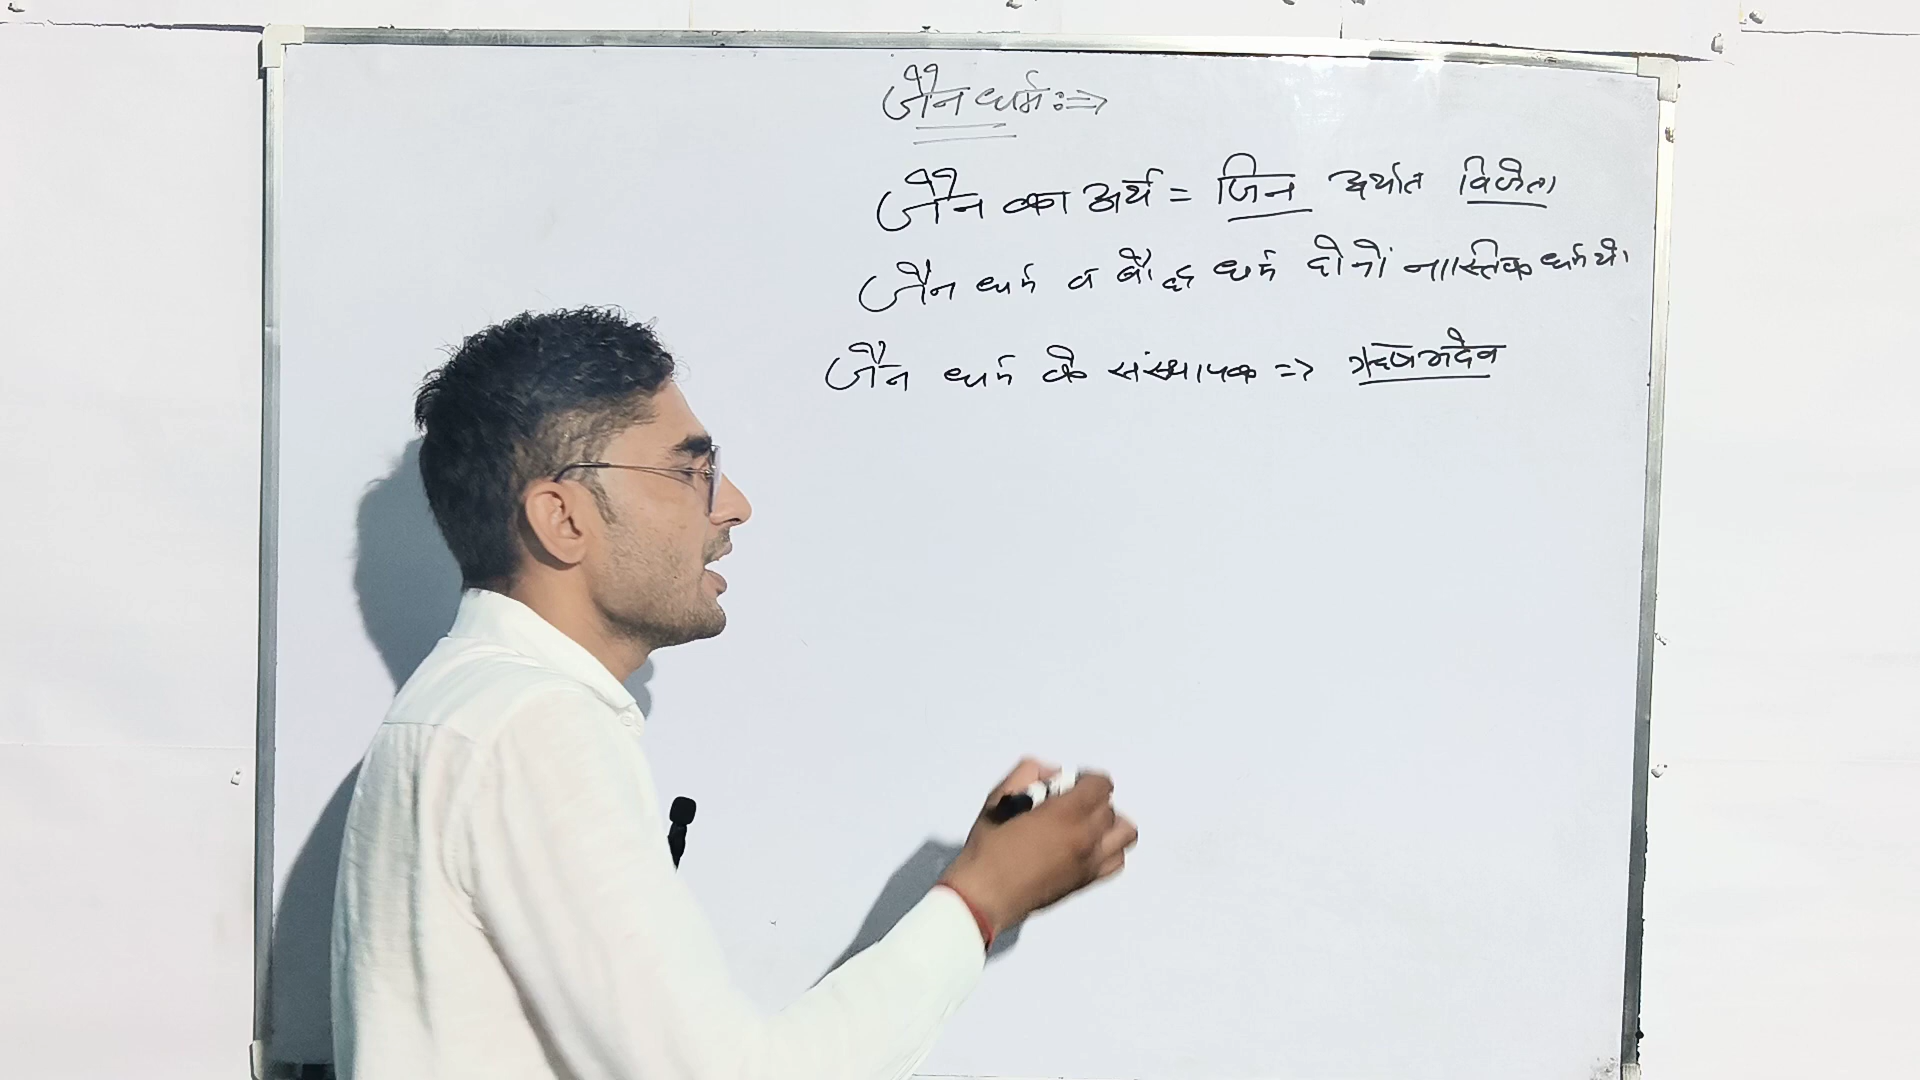 जैन धर्म :⇒
जैन का अर्थ = जिन अर्थात विजेता
जैन धर्म व बौद्ध धर्म दोनों नास्तिक धर्म थे।
जैन धर्म के संस्थापक => ऋषभदेव